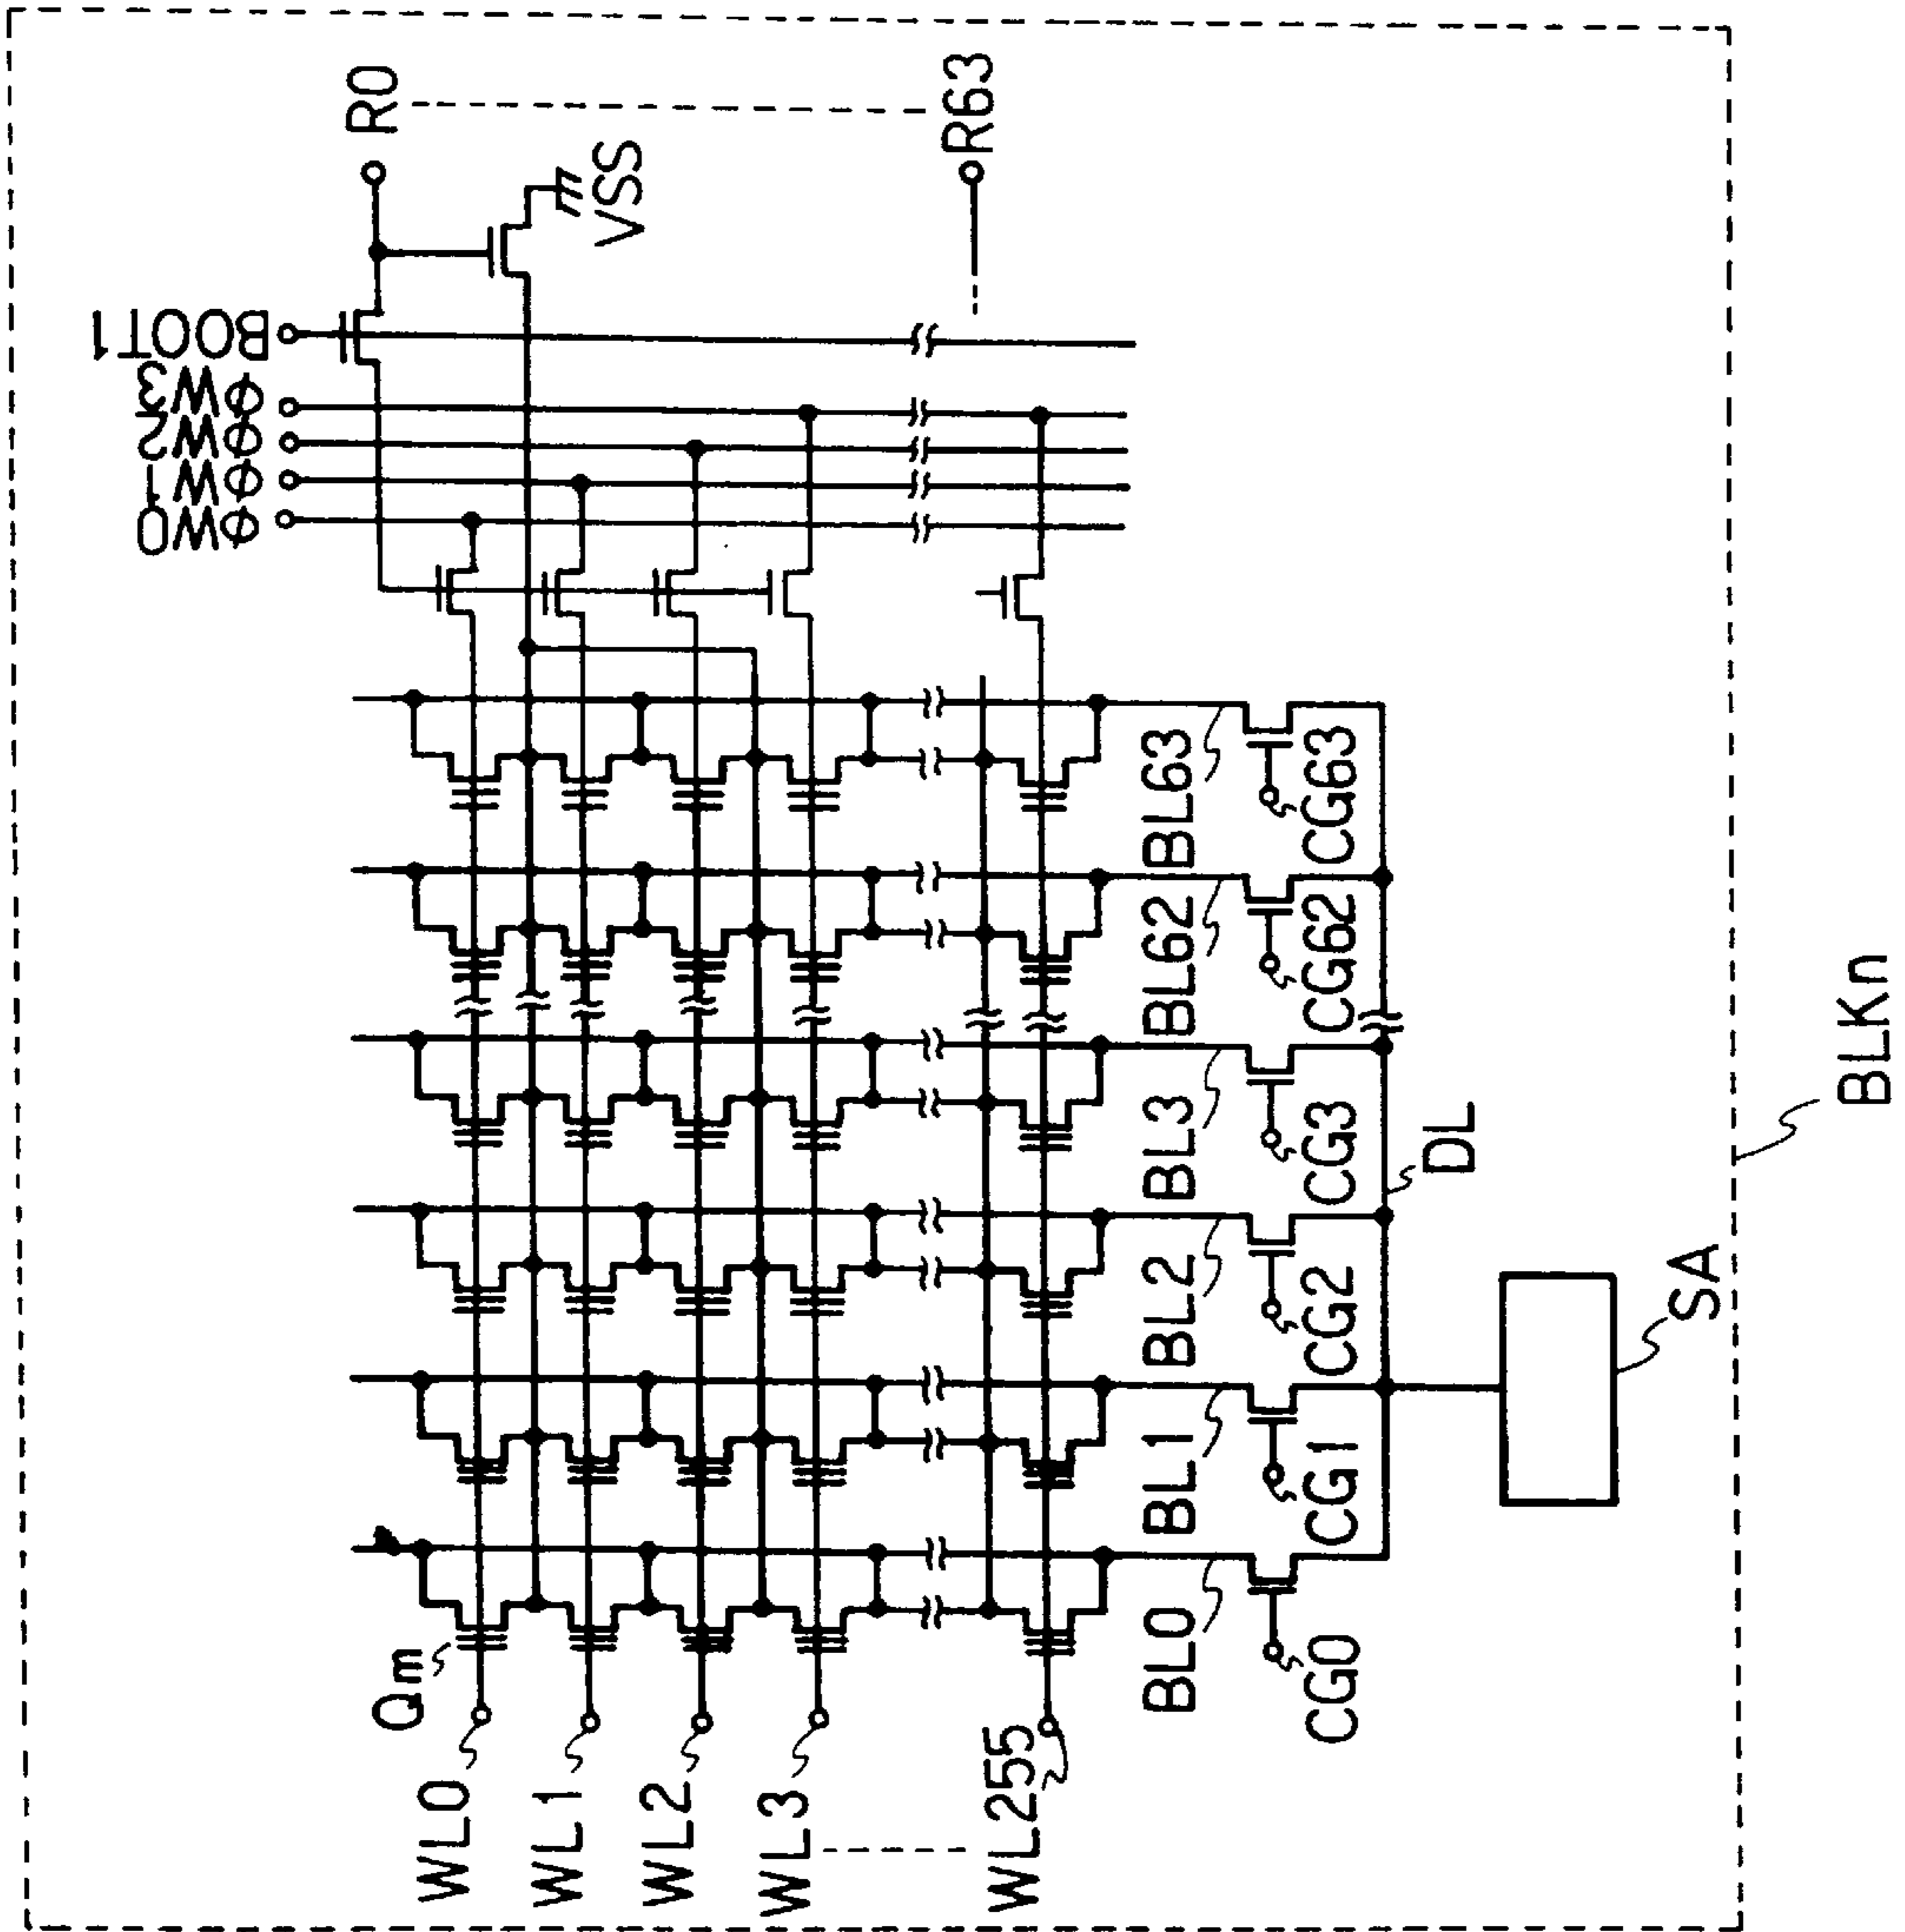 R0
R63
VSS
BOOT1
φW3
φW2
φW1
φW0
Qm
WL0
WL1
WL2
WL3
WL255
BL0
BL1
BL2
BL3
BL62
BL63
CG0
CG1
CG2
CG3
CG62
CG63
DL
SA
BLKn